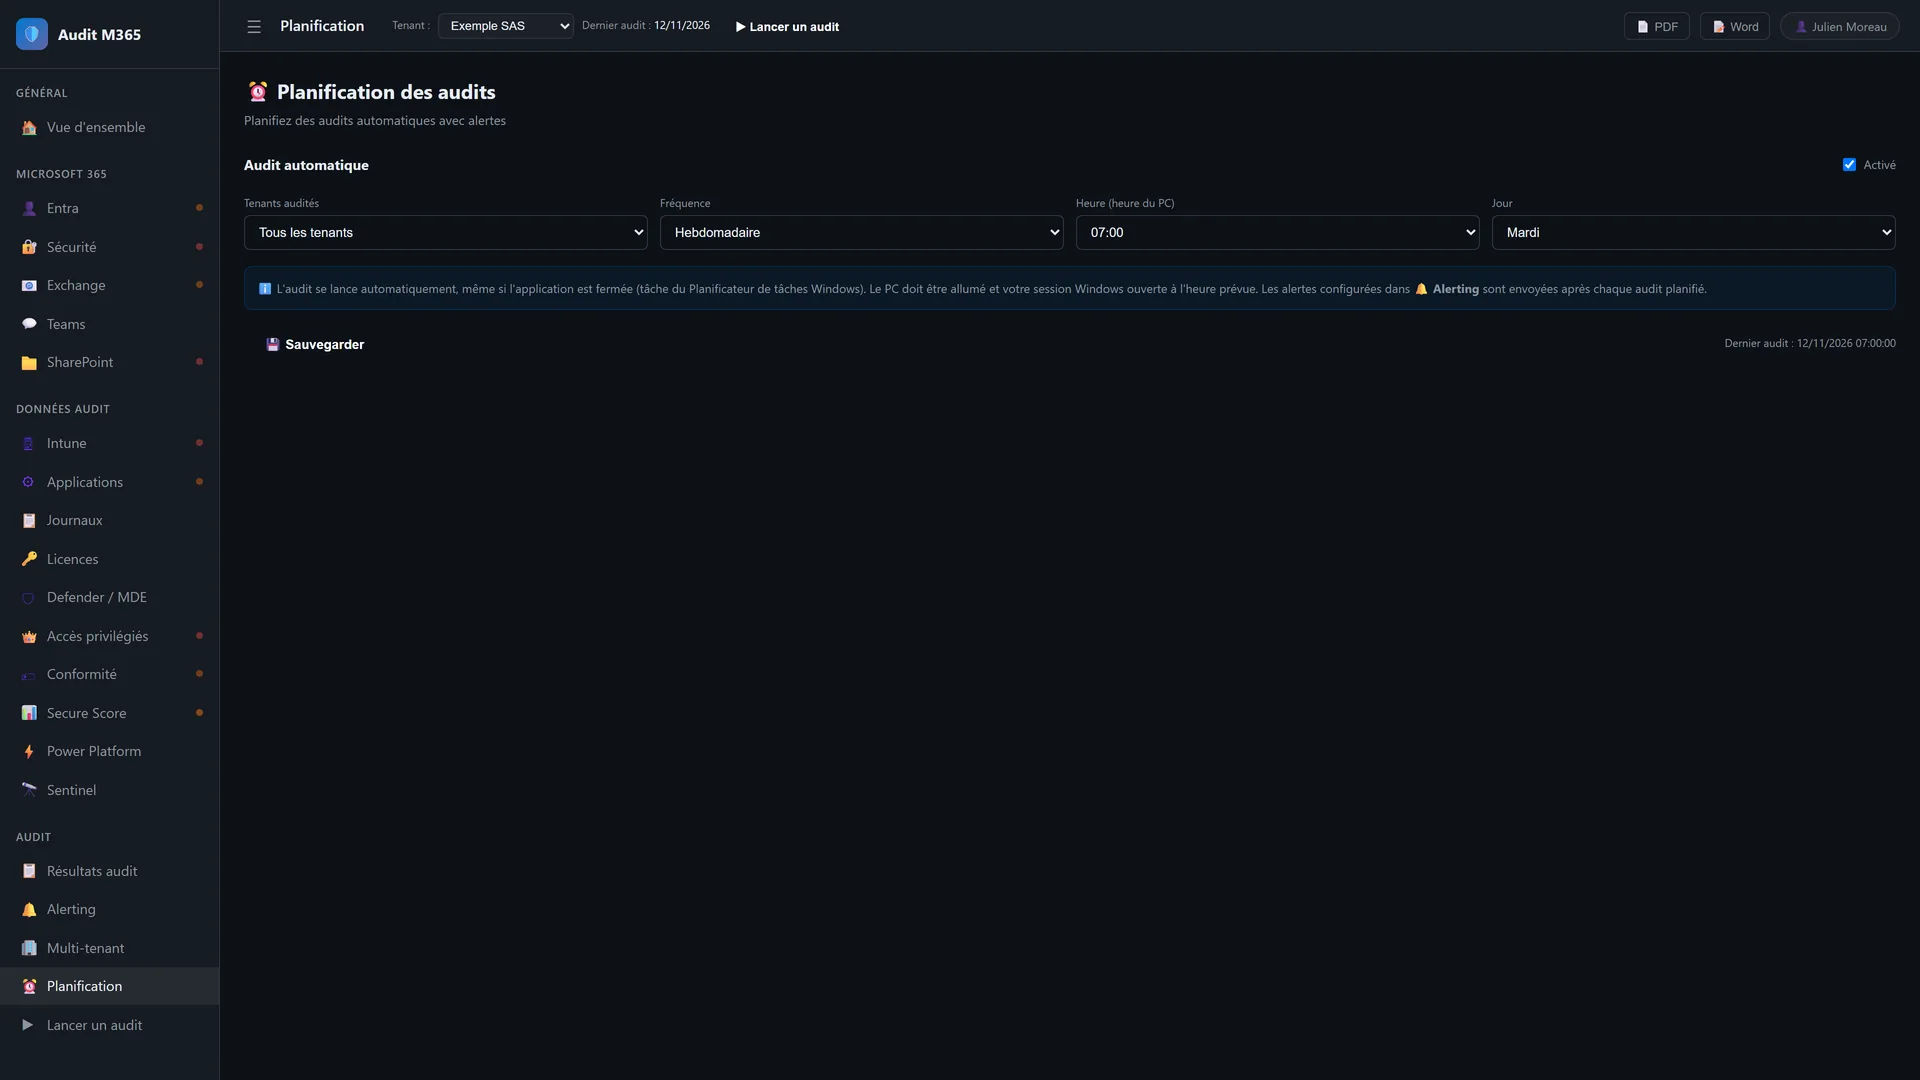 Audit M365
GÉNÉRAL
Vue d'ensemble
MICROSOFT 365
Entra
Sécurité
Exchange
Teams
SharePoint
DONNÉES AUDIT
Intune
Applications
Journaux
Licences
Defender / MDE
Accès privilégiés
Conformité
Secure Score
Power Platform
Sentinel
AUDIT
Résultats audit
Alerting
Multi-tenant
Planification
Lancer un audit
Planification
Tenant :
Exemple SAS
Dernier audit : 12/11/2026
Lancer un audit
PDF
Word
Julien Moreau
Planification des audits
Planifiez des audits automatiques avec alertes
Audit automatique
Activé
Tenants audités
Tous les tenants
Fréquence
Hebdomadaire
Heure (heure du PC)
07:00
Jour
Mardi
L'audit se lance automatiquement, même si l'application est fermée (tâche du Planificateur de tâches Windows). Le PC doit être allumé et votre session Windows ouverte à l'heure prévue. Les alertes configurées dans 🔔 Alerting sont envoyées après chaque audit planifié.
Sauvegarder
Dernier audit : 12/11/2026 07:00:00